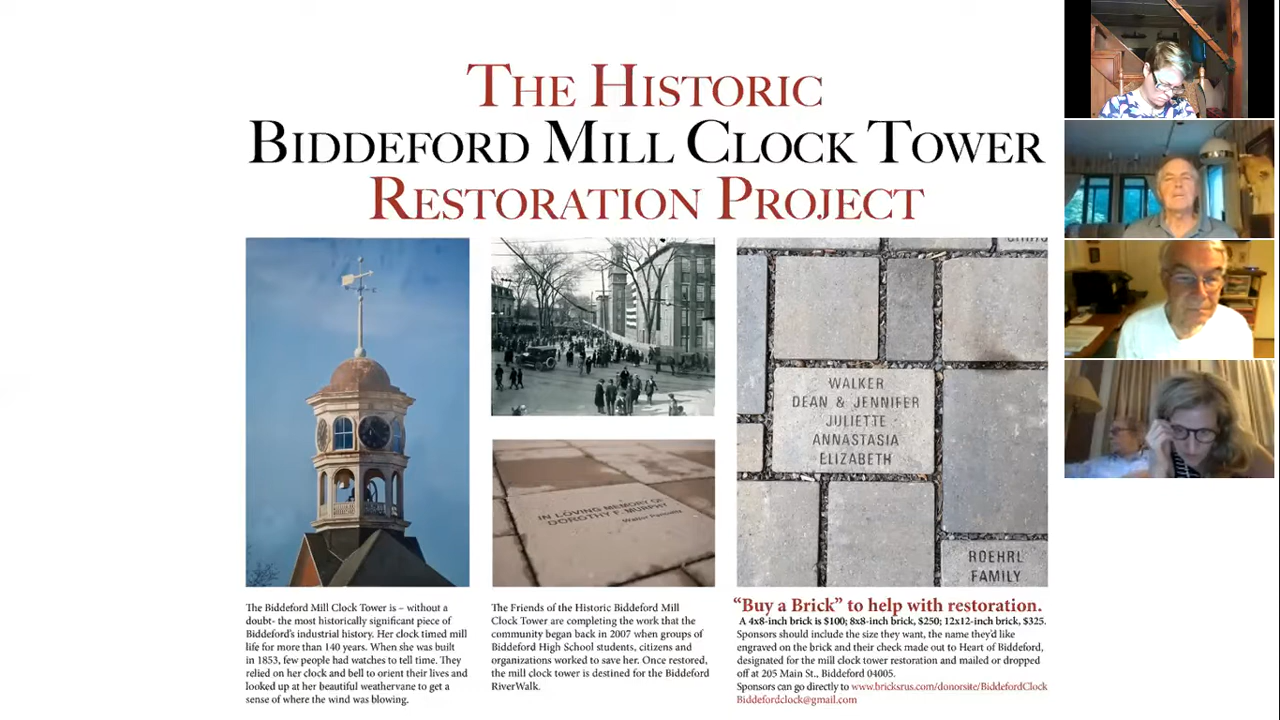 THE HISTORIC
BIDDEFORD MILL CLOCK TOWER
RESTORATION PROJECT
WALKER
DEAN & JENNIFER
JULIETTE
ANNASTASIA
ELIZABETH
IN LOVING MEMORY OF
DOROTHY F. MURPHY
ROEHRL
FAMILY
The Biddeford Mill Clock Tower is – without a
doubt- the most historically significant piece of
Biddeford's industrial history. Her clock timed mill
life for more than 140 years. When she was built
in 1853, few people had watches to tell time. They
relied on her clock and bell to orient their lives and
looked up at her beautiful weathervane to get a
sense of where the wind was blowing.
The Friends of the Historic Biddeford Mill
Clock Tower are completing the work that the
community began back in 2007 when groups of
Biddeford High School students, citizens and
organizations worked to save her. Once restored,
the mill clock tower is destined for the Biddeford
RiverWalk.
“Buy a Brick” to help with restoration.
A 4x8-inch brick is $100; 8x8-inch brick, $250; 12x12-inch brick, $325.
Sponsors should include the size they want, the name they'd like
engraved on the brick and their check made out to Heart of Biddeford,
designated for the mill clock tower restoration and mailed or dropped
off at 205 Main St., Biddeford 04005.
Sponsors can go directly to www.bricksrus.com/donorsite/BiddefordClock
Biddefordclock@gmail.com